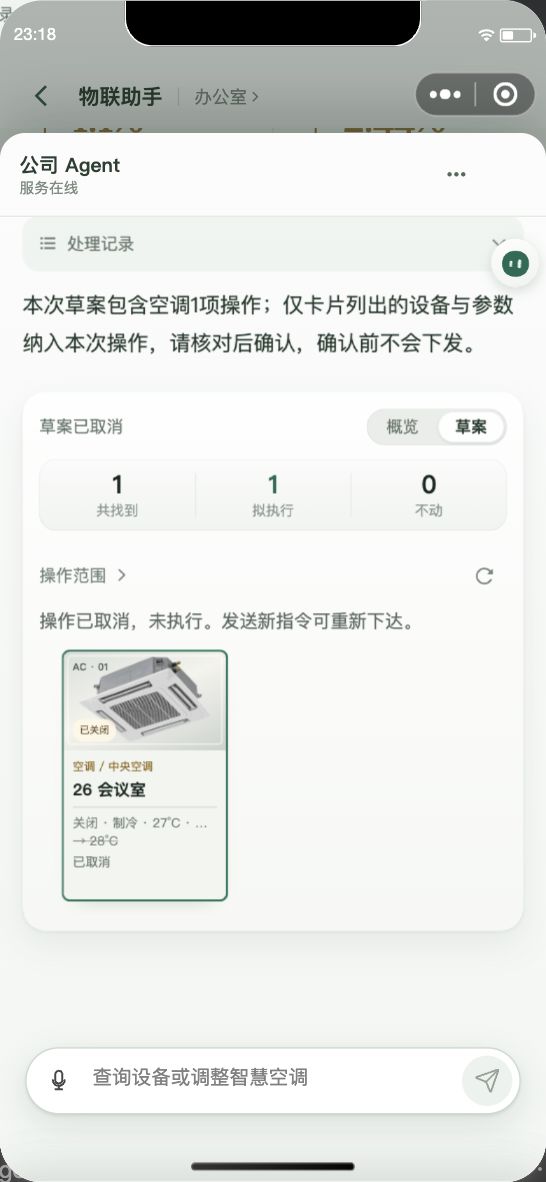 23:18
物联助手
办公室 >
公司 Agent
服务在线
处理记录
本次草案包含空调1项操作；仅卡片列出的设备与参数
纳入本次操作，请核对后确认，确认前不会下发。
草案已取消
概览
草案
1
1
0
共找到
拟执行
不动
操作范围 >
操作已取消，未执行。发送新指令可重新下达。
AC · 01
已关闭
空调 / 中央空调
26 会议室
关闭 · 制冷 · 27°C · ...
→ 28°C
已取消
查询设备或调整智慧空调